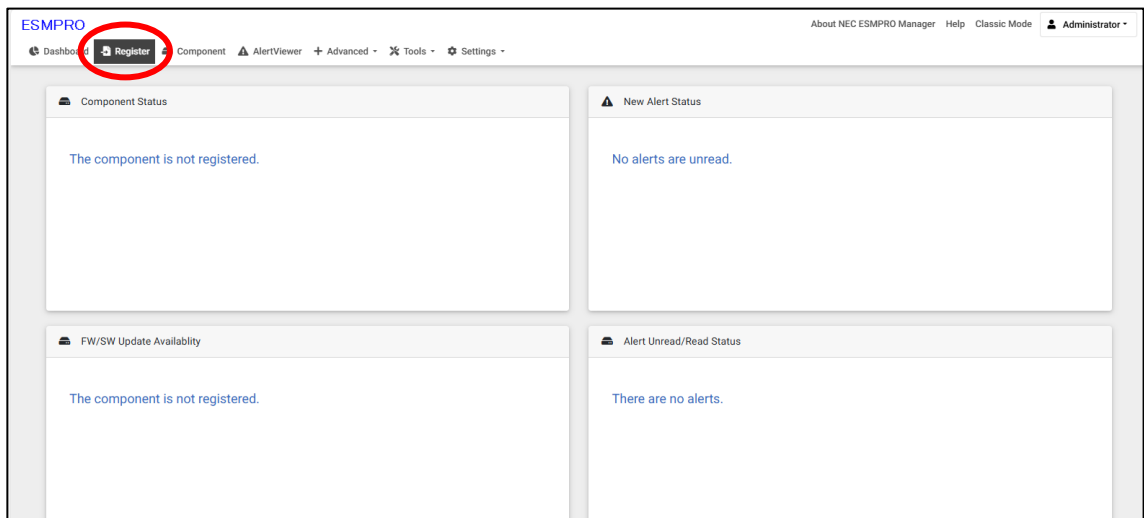 ESMPRO
About NEC ESMPRO Manager Help Classic Mode Administrator
Dashboard Register Component AlertViewer Advanced Tools Settings
Component Status
New Alert Status
The component is not registered.
No alerts are unread.
FW/SW Update Availablity
Alert Unread/Read Status
The component is not registered.
There are no alerts.